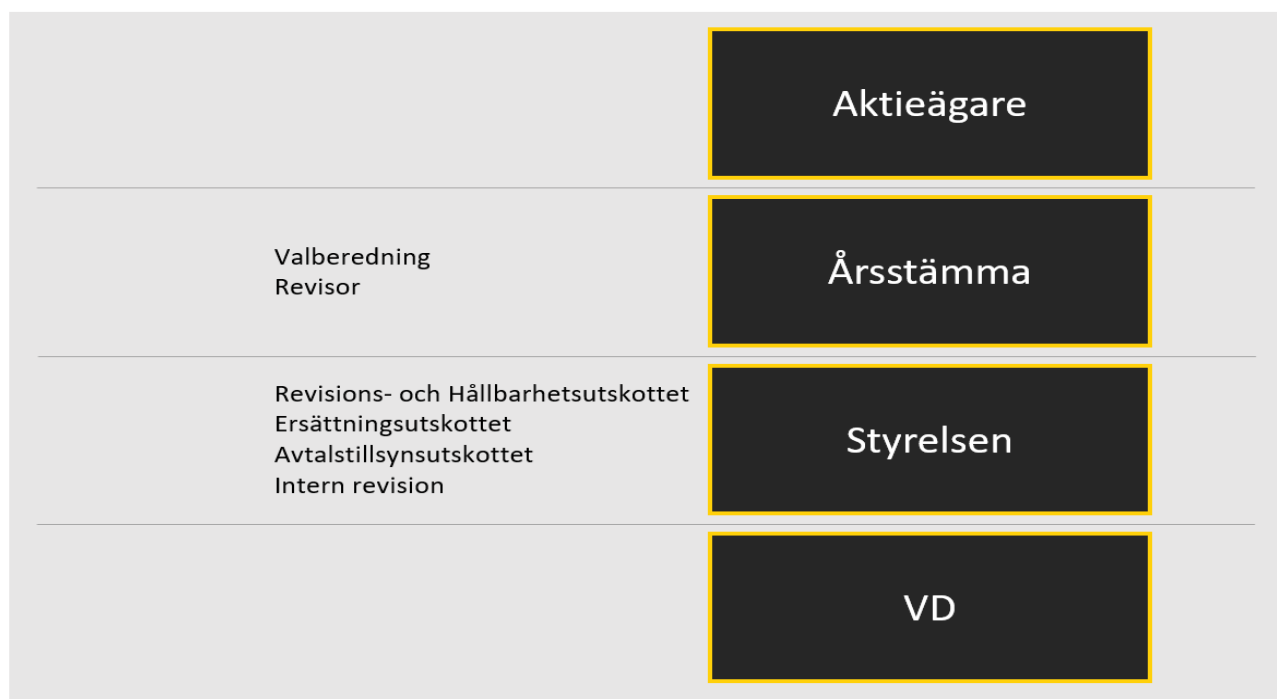 Aktieägare
Valberedning
Revisor
Årsstämma
Revisions- och Hållbarhetsutskottet
Ersättningsutskottet
Avtalstillsynsutskottet
Intern revision
Styrelsen
VD